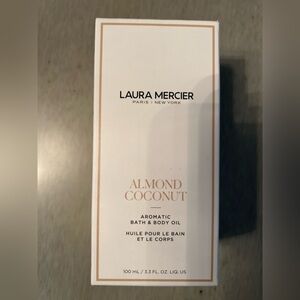 LAURA MERCIER
PARIS | NEW YORK
ALMOND
COCONUT
AROMATIC
BATH & BODY OIL
HUILE POUR LE BAIN
ET LE CORPS
100 mL / 3.3 FL. OZ. LIQ. US